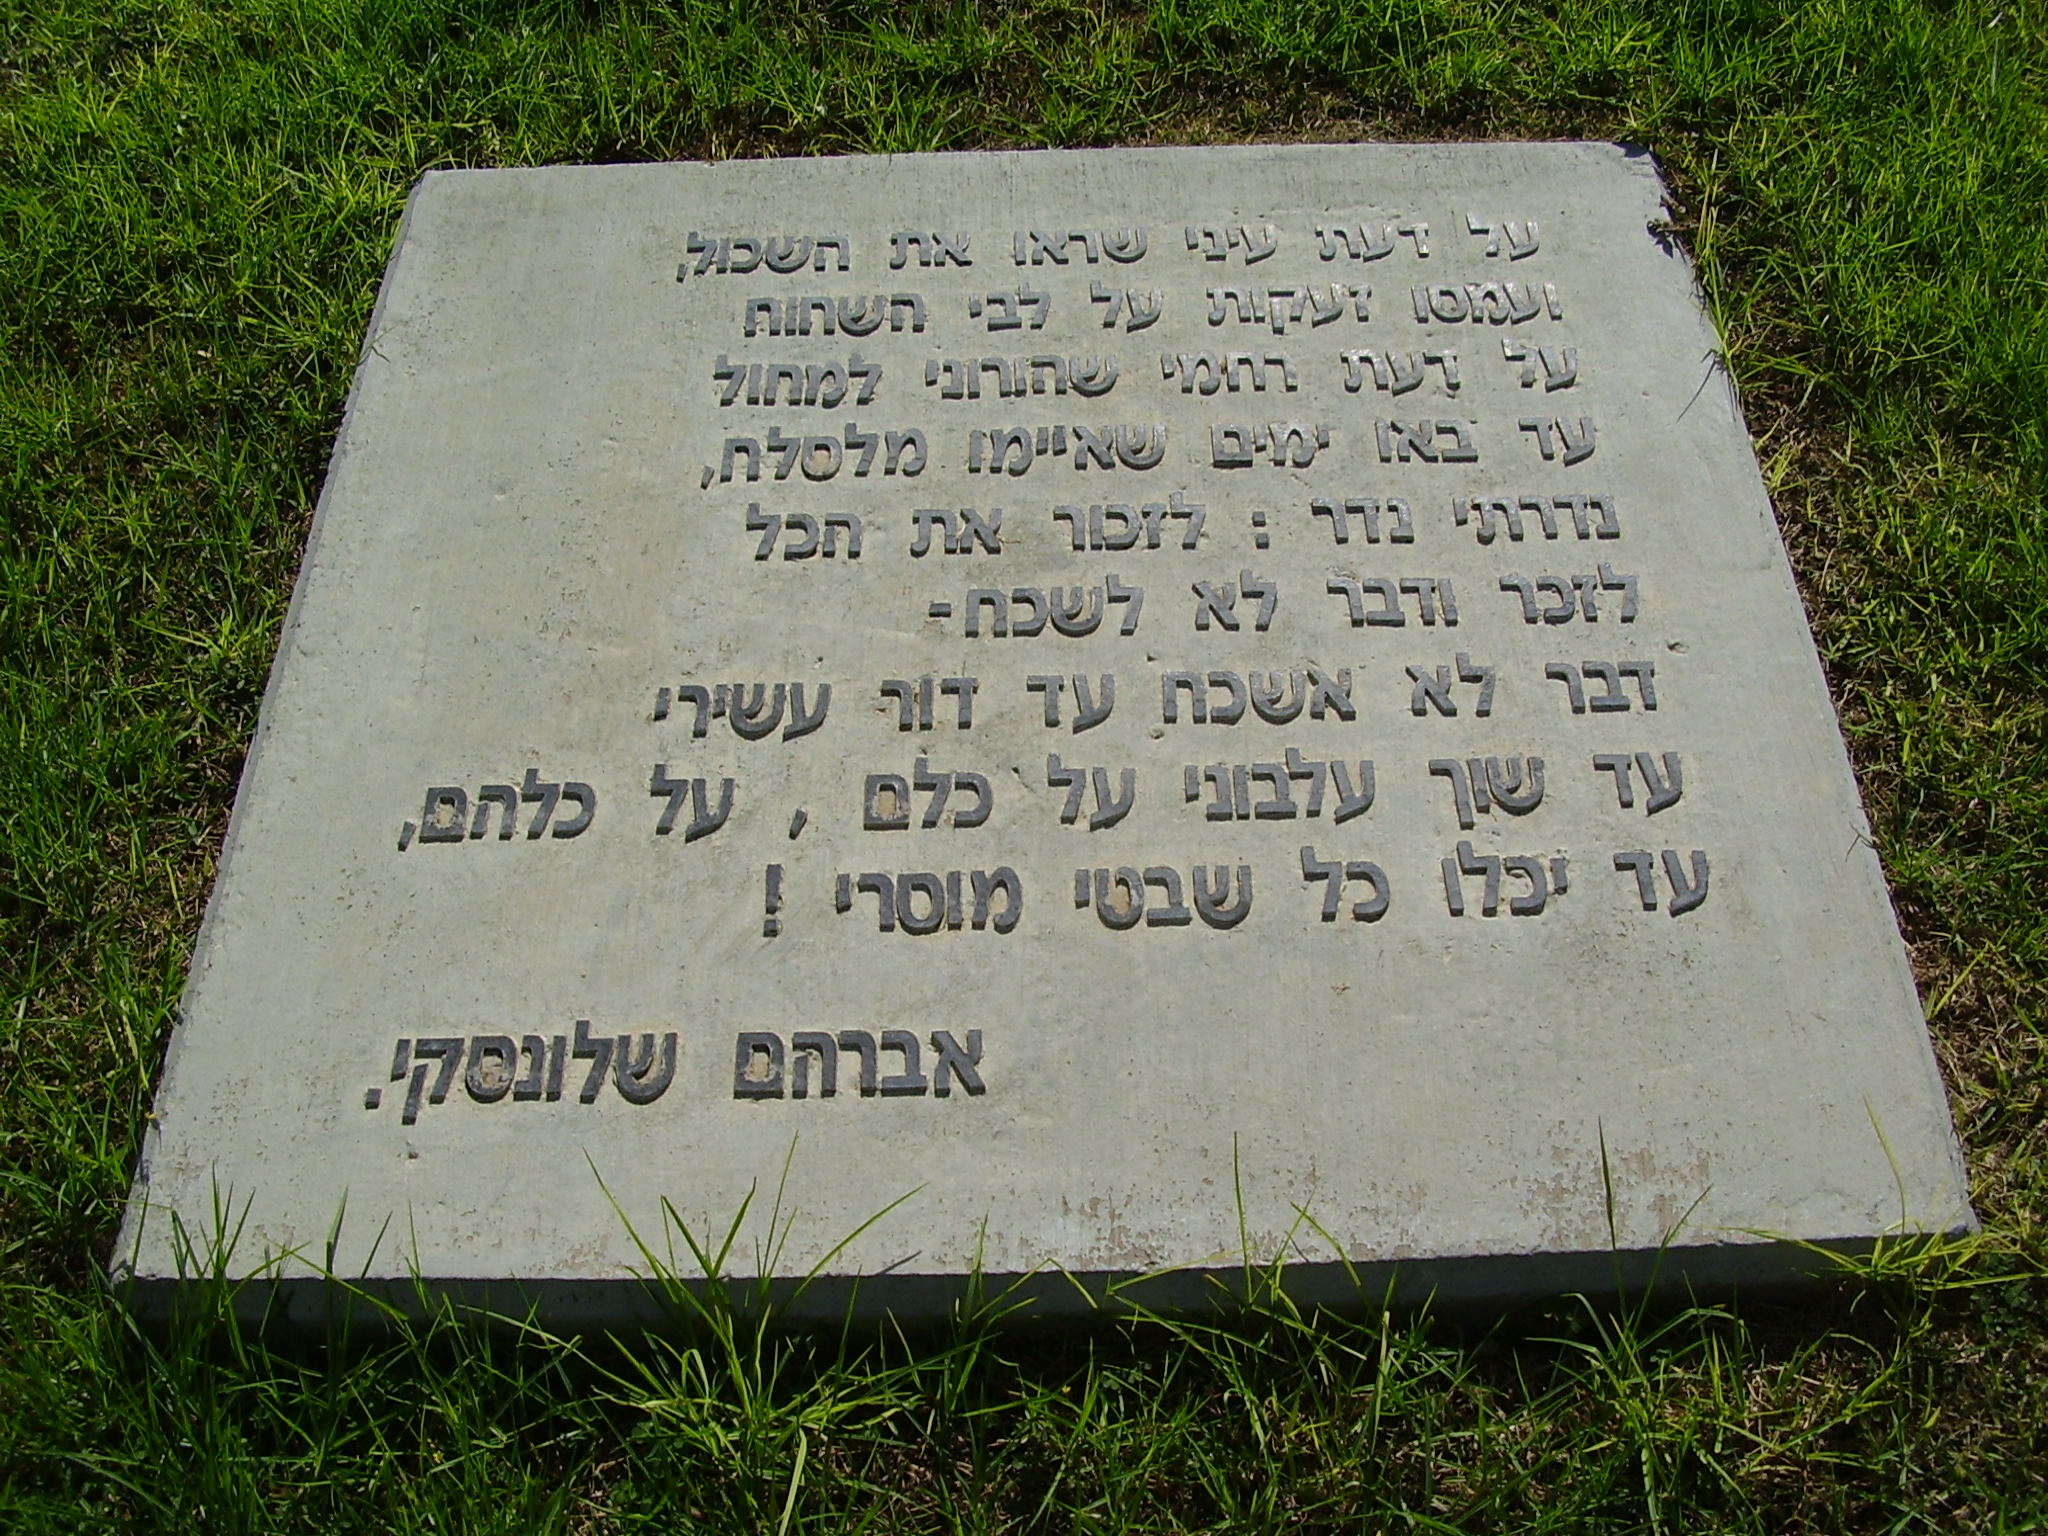 על דעת עיני שראו את השכול,
ועמסו זעקות על לבי השחוח
על דעת רחמי שהורוני למחול
עד באו ימים שאיימו מלסלח,
נדרתי נדר : לזכור את הכל
לזכר ודבר לא לשכח-
דבר לא אשכח עד דור עשירי
עד שוך עלבוני על כלם , על כלהם,
עד יכלו כל שבטי מוסרי !
אברהם שלונסקי.